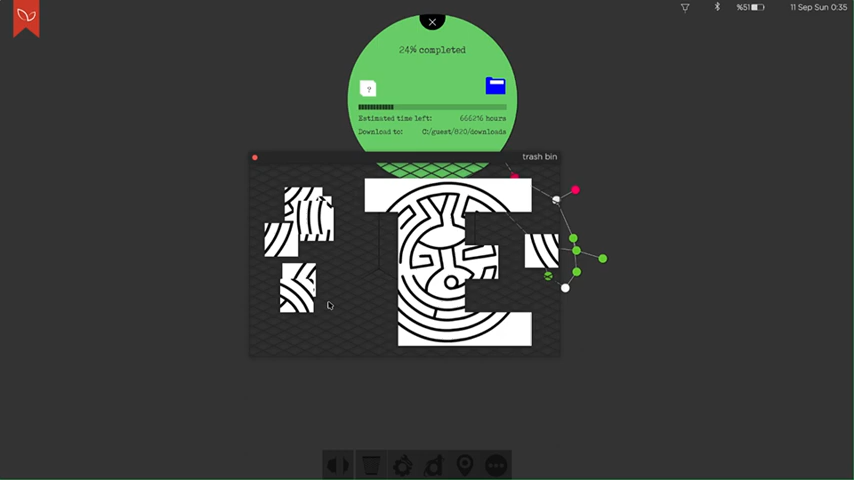 %51
11 Sep Sun 0:35
24% completed
?
Estimated time left: 66626 hours
Download to: C:/guest/820/downloads
trash bin